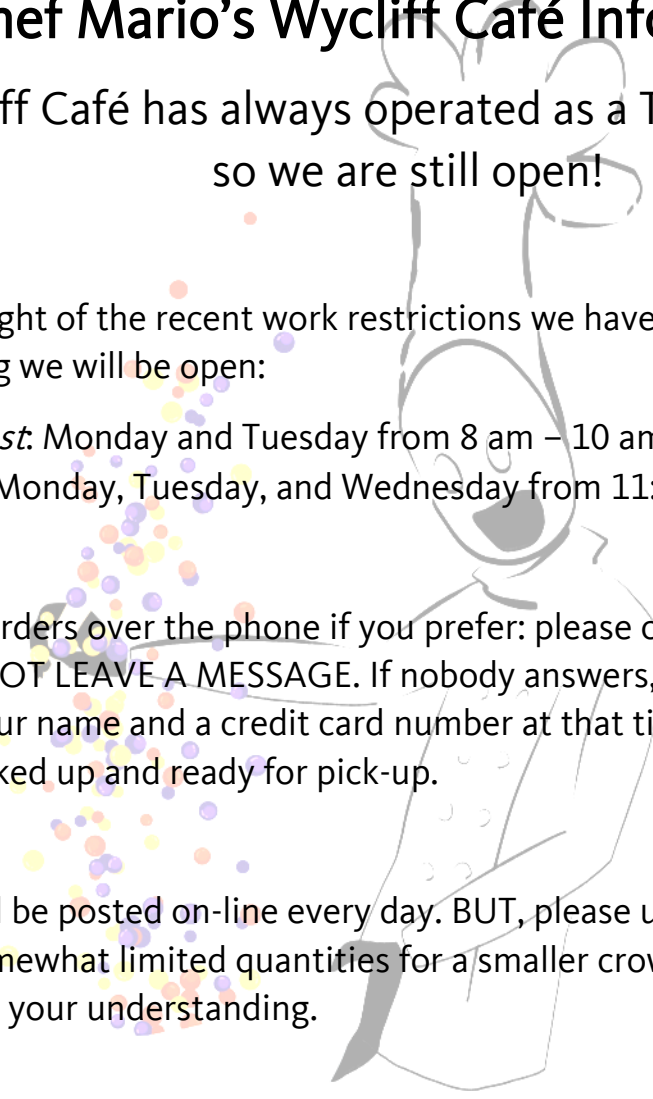 nef Mario's Wycliff Café Info
ff Café has always operated as a T
so we are still open!
ght of the recent work restrictions we have
g we will be open:
st: Monday and Tuesday from 8 am – 10 am
Monday, Tuesday, and Wednesday from 11:
rders over the phone if you prefer: please c
OT LEAVE A MESSAGE. If nobody answers,
ur name and a credit card number at that ti
ked up and ready for pick-up.
l be posted on-line every day. BUT, please u
mewhat limited quantities for a smaller crow
your understanding.